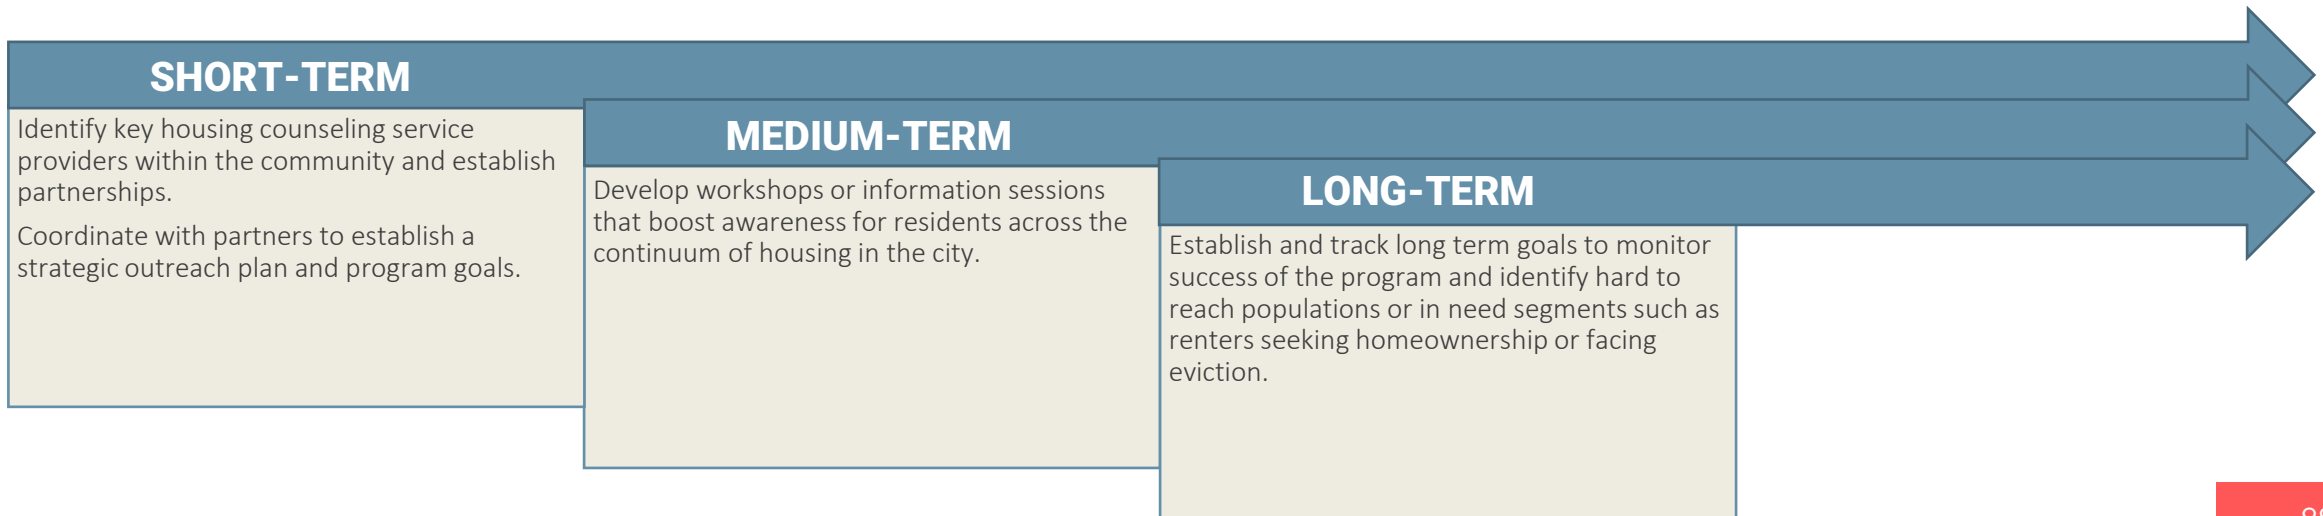 SHORT-TERM
Identify key housing counseling service
providers within the community and establish
partnerships.
Coordinate with partners to establish a
strategic outreach plan and program goals.
MEDIUM-TERM
Develop workshops or information sessions
that boost awareness for residents across the
continuum of housing in the city.
LONG-TERM
Establish and track long term goals to monitor
success of the program and identify hard to
reach populations or in need segments such as
renters seeking homeownership or facing
eviction.